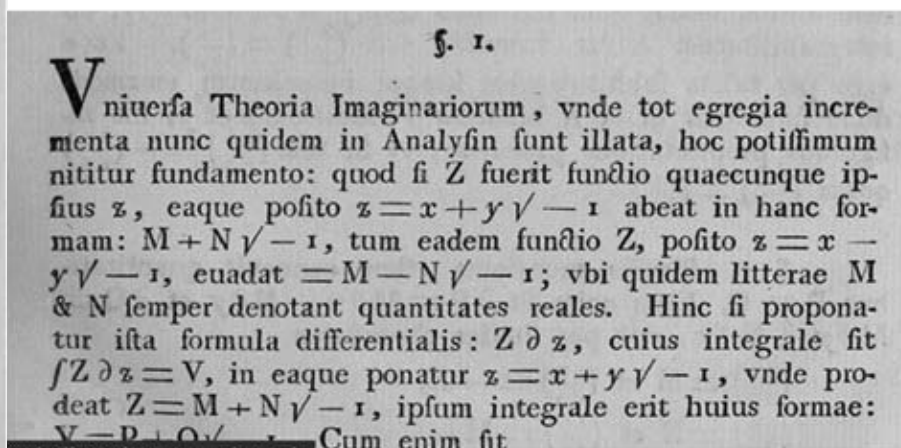 §. 1.
Vniuerſa Theoria Imaginariorum, vnde tot egregia incre-
menta nunc quidem in Analyſin ſunt illata, hoc potiſſimum
nititur fundamento: quod ſi Z fuerit functio quaecunque ip-
ſius z, eaque poſito z = x + y √ — 1 abeat in hanc for-
mam: M + N √ — 1, tum eadem functio Z, poſito z = x —
y √ — 1, euadat = M — N √ — 1; vbi quidem litterae M
& N ſemper denotant quantitates reales. Hinc ſi propona-
tur iſta formula differentialis: Z ∂ z, cuius integrale ſit
∫Z ∂ z = V, in eaque ponatur z = x + y √ — 1, vnde pro-
deat Z = M + N √ — 1, ipſum integrale erit huius formae:
V = P + Q √ — 1. Cum enim ſit